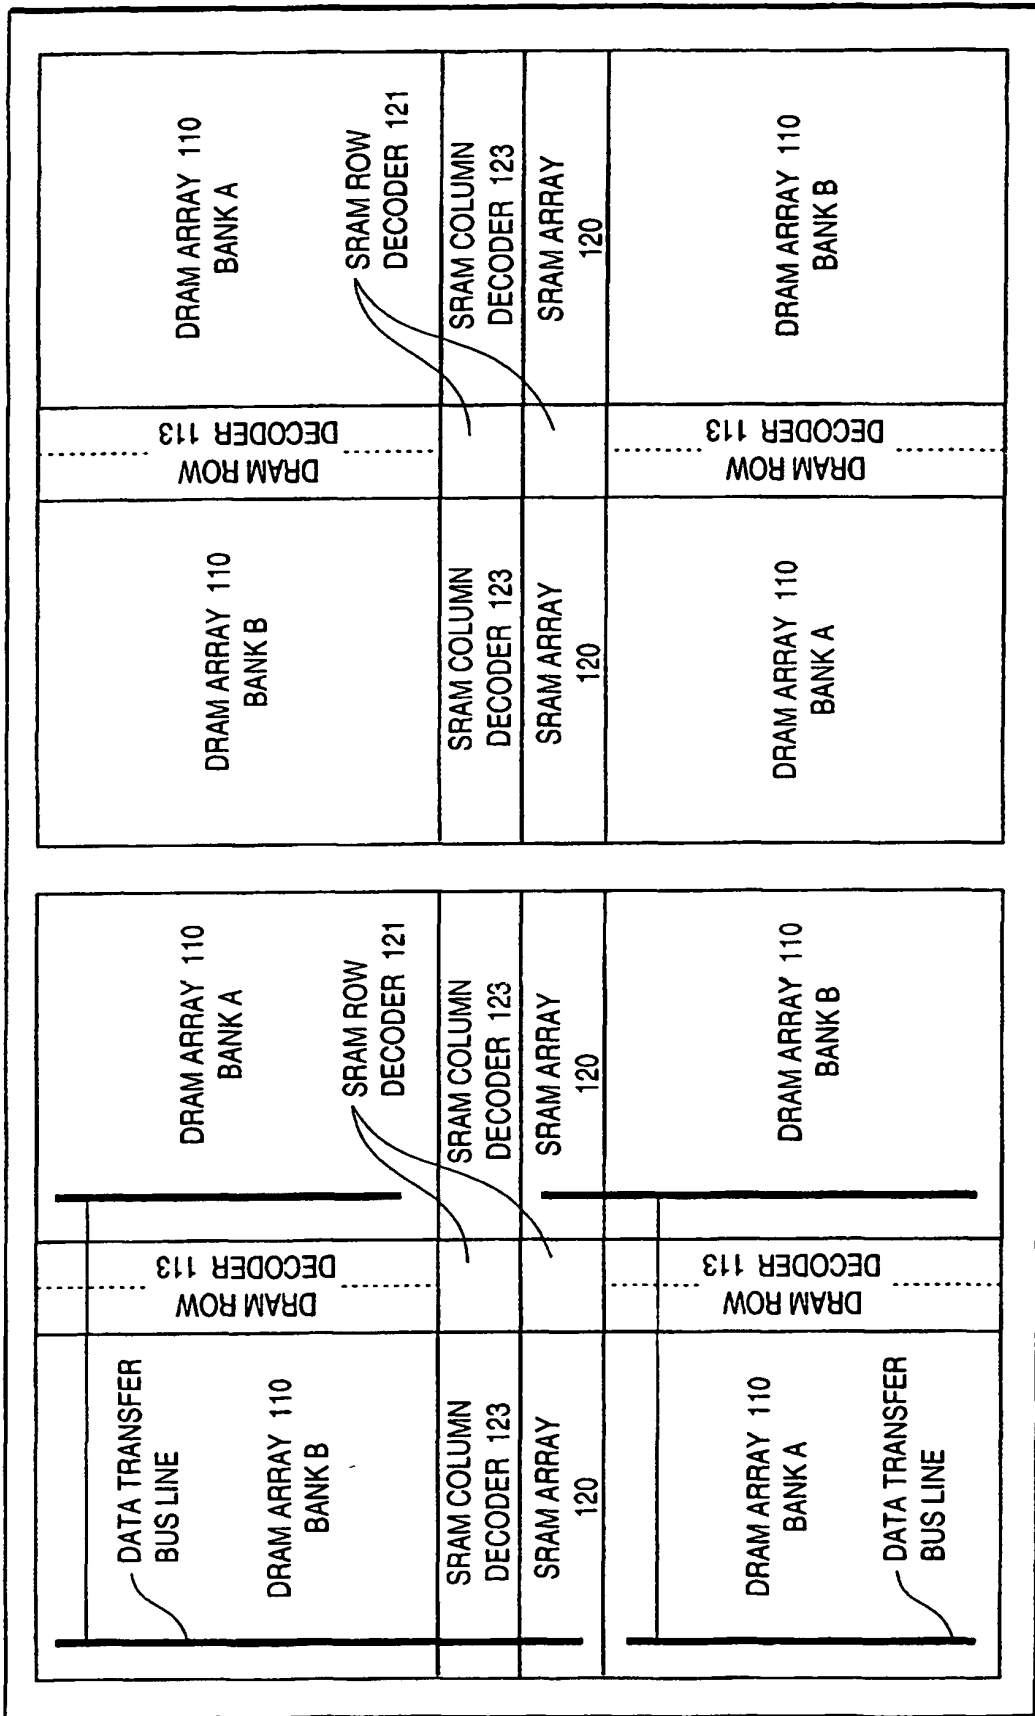 DATA TRANSFER
BUS LINE
DRAM ARRAY 110
BANK B
DRAM ROW
DECODER 113
DRAM ARRAY 110
BANK A
SRAM ROW
DECODER 121
SRAM COLUMN
DECODER 123
SRAM COLUMN
DECODER 123
SRAM ARRAY
120
SRAM ARRAY
120
DRAM ARRAY 110
BANK A
DATA TRANSFER
BUS LINE
DRAM ROW
DECODER 113
DRAM ARRAY 110
BANK B
DRAM ARRAY 110
BANK B
DRAM ROW
DECODER 113
DRAM ARRAY 110
BANK A
SRAM ROW
DECODER 121
SRAM COLUMN
DECODER 123
SRAM COLUMN
DECODER 123
SRAM ARRAY
120
SRAM ARRAY
120
DRAM ARRAY 110
BANK A
DRAM ROW
DECODER 113
DRAM ARRAY 110
BANK B